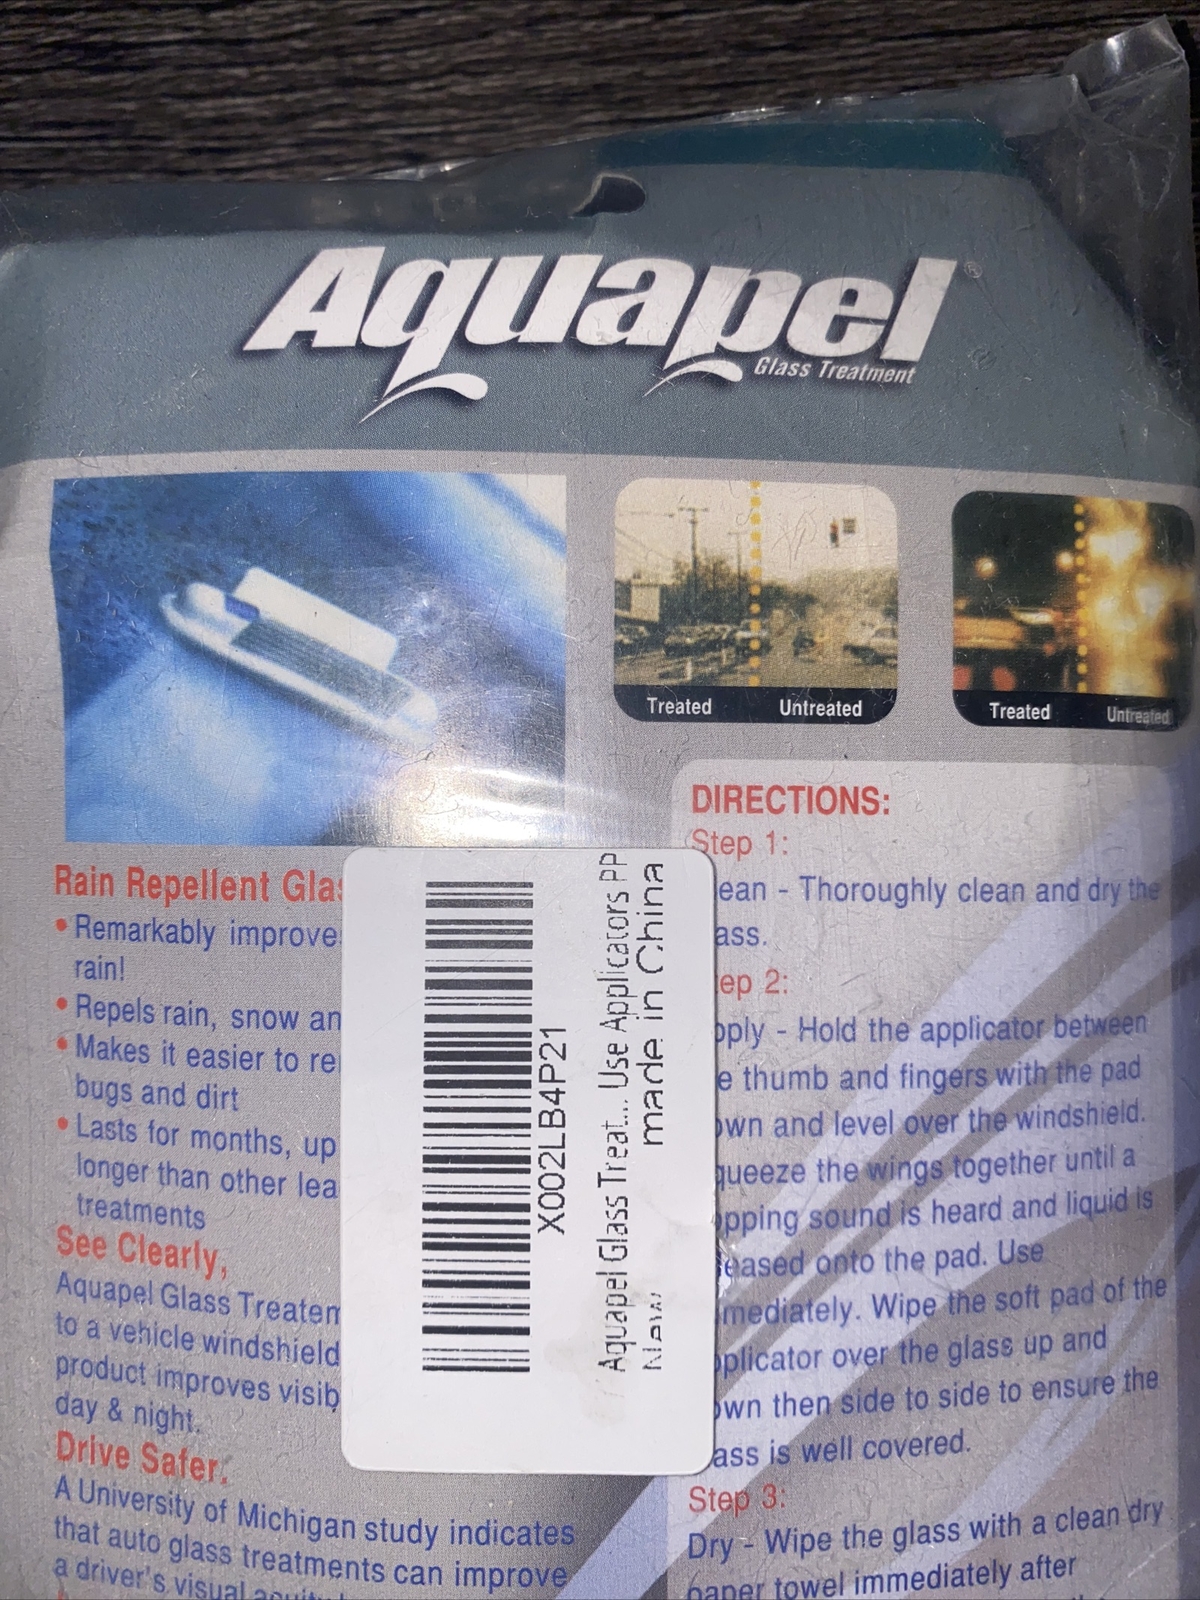 Aquapel®
Glass Treatment
Treated Untreated
Treated Untreated
Rain Repellent Glas
• Remarkably improve
rain!
• Repels rain, snow an
• Makes it easier to re
bugs and dirt
• Lasts for months, up
longer than other lea
treatments
See Clearly,
Aquapel Glass Treatem
to a vehicle windshield
product improves visib
day & night.
Drive Safer.
A University of Michigan study indicates
that auto glass treatments can improve
a driver's visual
X002LB4P21
Aquapel Glass Treat... Use Applicators PP
New
made in China
DIRECTIONS:
Step 1:
ean - Thoroughly clean and dry the
ass.
ep 2:
pply - Hold the applicator between
e thumb and fingers with the pad
own and level over the windshield.
queeze the wings together until a
opping sound is heard and liquid is
eased onto the pad. Use
mediately. Wipe the soft pad of the
pplicator over the glass up and
own then side to side to ensure the
ass is well covered.
Step 3:
Dry - Wipe the glass with a clean dry
paper towel immediately after